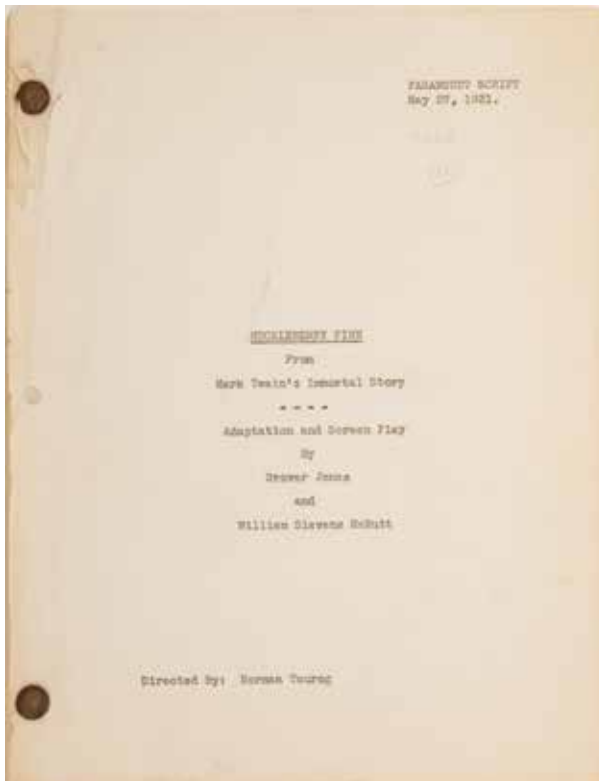 PARAMOUNT SCRIPT
May 27, 1931.
HUCKLEBERRY FINN
From
Mark Twain's Immortal Story
- - - -
Adaptation and Screen Play
By
Grover Jones
and
William Slavens McNutt
Directed by: Norman Taurog